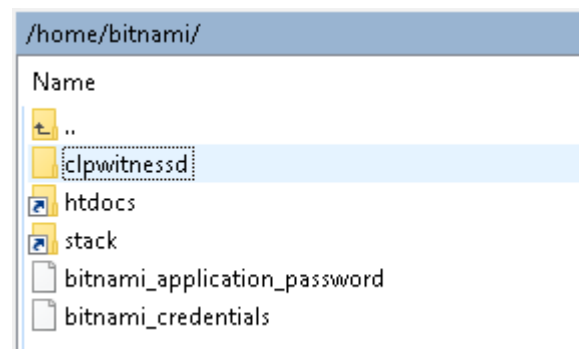 /home/bitnami/
Name
..
clpwitnessd
htdocs
stack
bitnami_application_password
bitnami_credentials